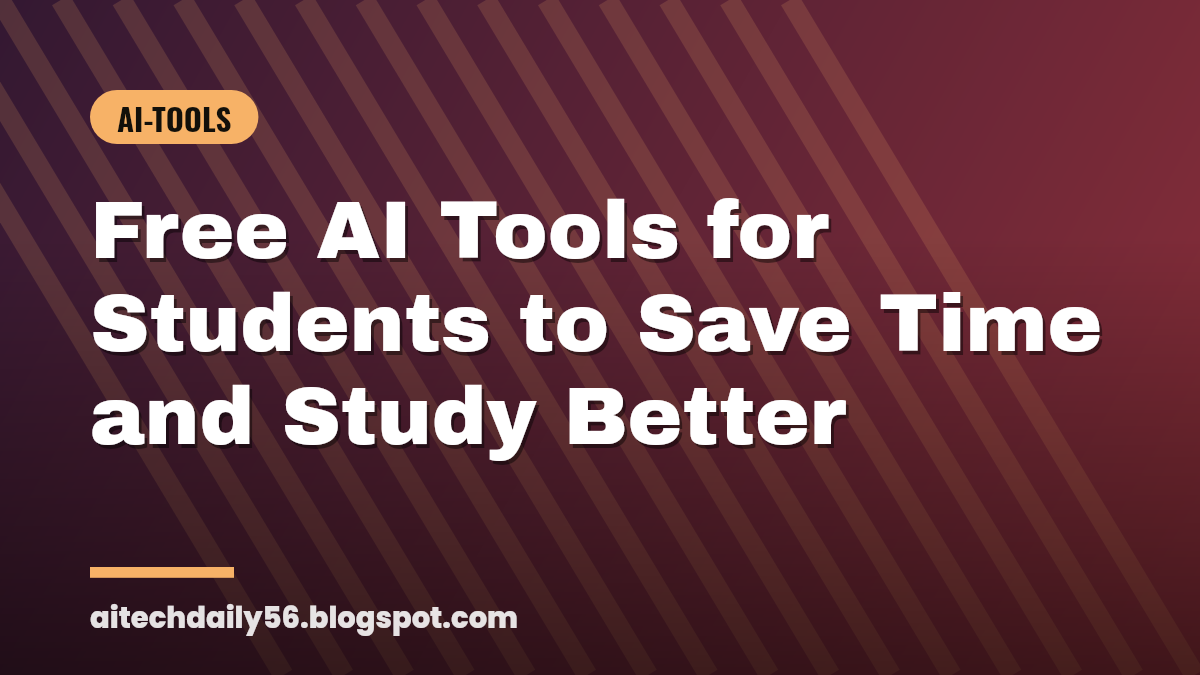 AI-TOOLS
Free AI Tools for
Students to Save Time
and Study Better
aitechdaily56.blogspot.com